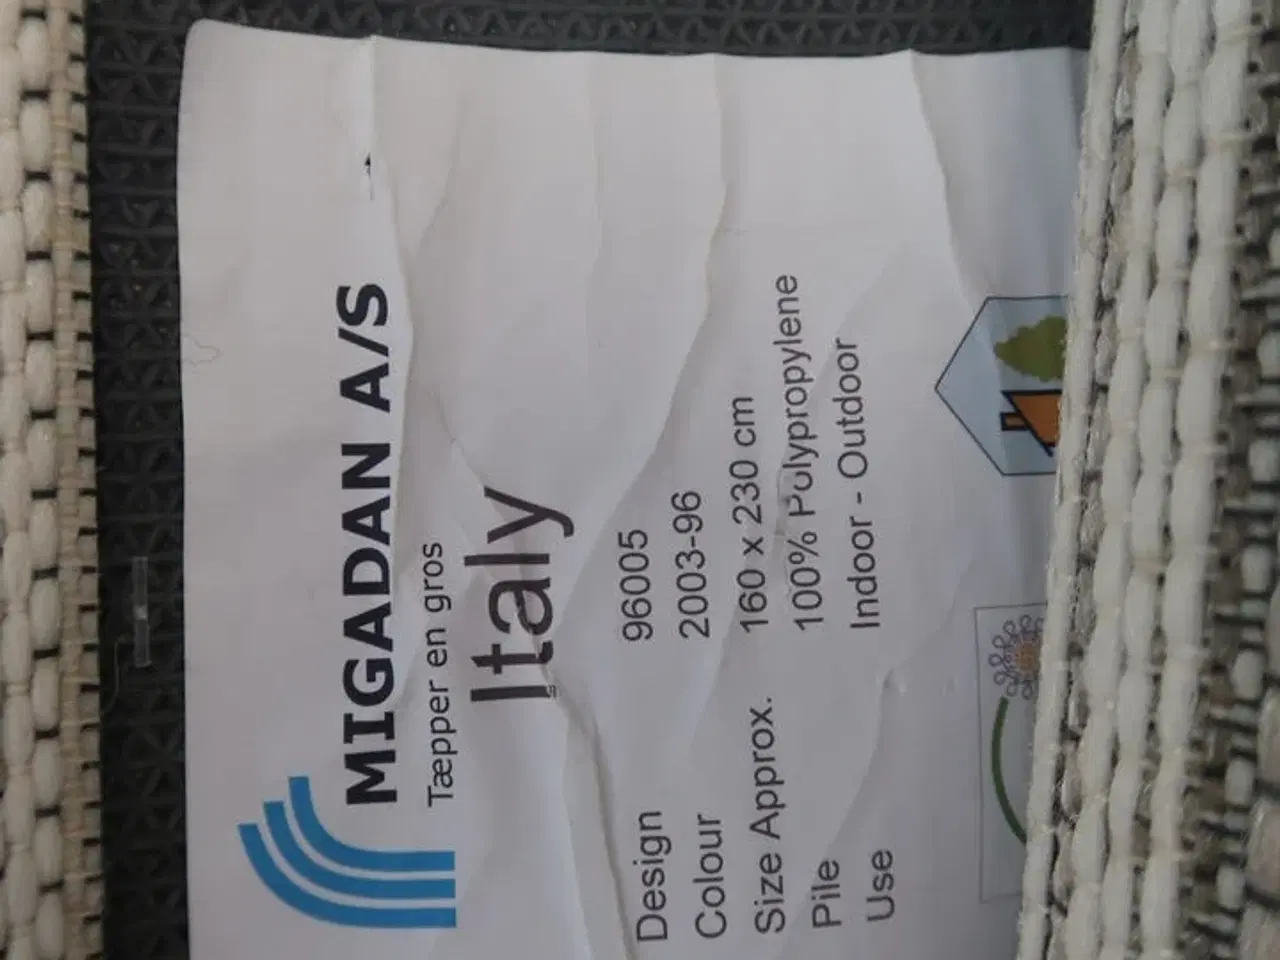 MIGADAN A/S
Tæpper en gros
Italy
Design 96005
Colour 2003-96
Size Approx. 160 x 230 cm
Pile 100% Polypropylene
Use Indoor - Outdoor